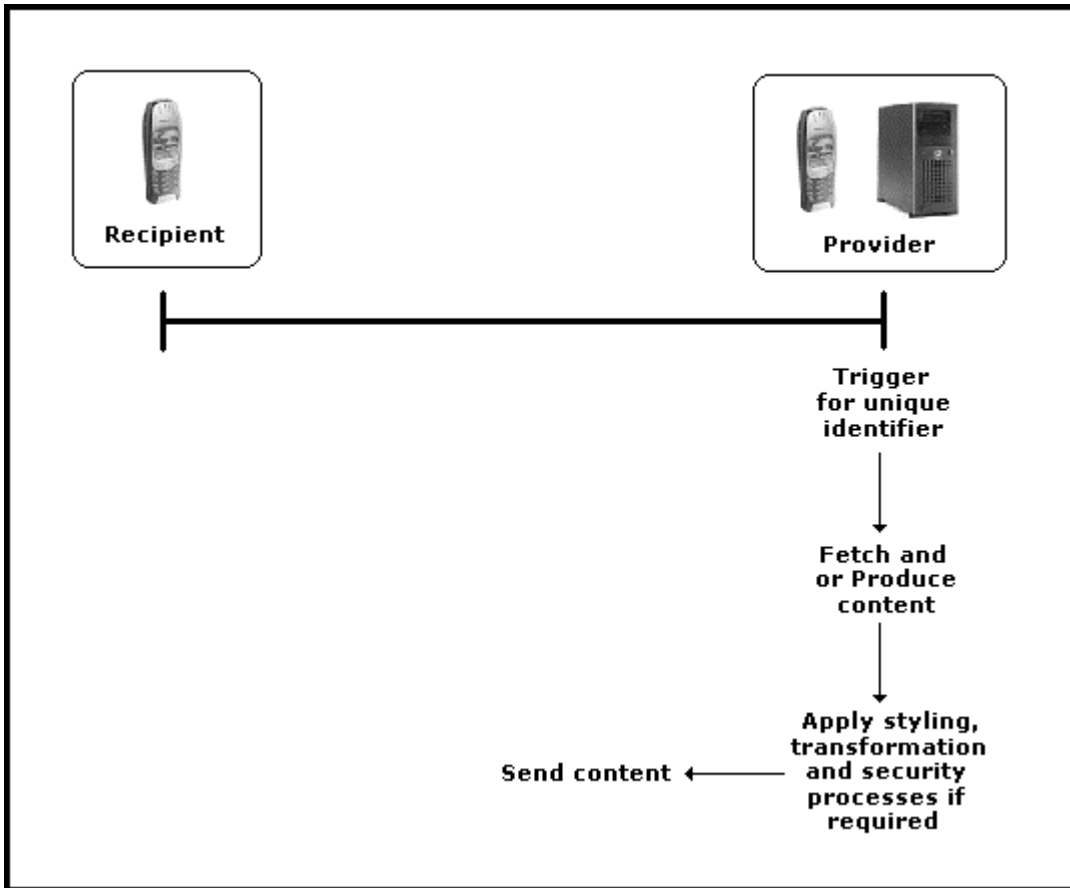 Recipient
Provider
Trigger
for unique
identifier
Fetch and
or Produce
content
Apply styling,
transformation
and security
processes if
required
Send content